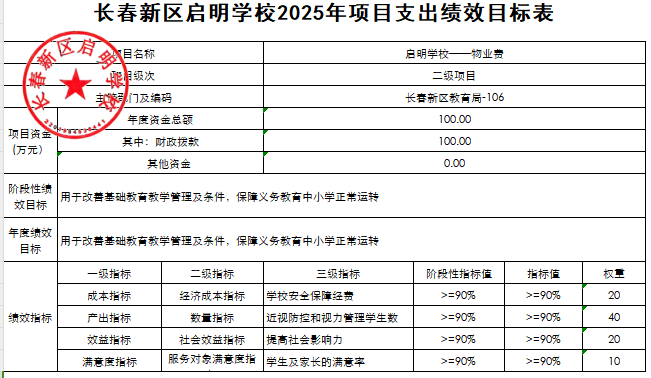 长春新区启明学校2025年项目支出绩效目标表
项目名称 启明学校——物业费
项目级次 二级项目
主管部门及编码 长春新区教育局-106
项目资金
(万元)
年度资金总额 100.00
其中：财政拨款 100.00
其他资金 0.00
阶段性绩
效目标
用于改善基础教育教学管理及条件，保障义务教育中小学正常运转
年度绩效
目标
用于改善基础教育教学管理及条件，保障义务教育中小学正常运转
绩效指标
一级指标 二级指标 三级指标 阶段性指标值 指标值 权重
成本指标 经济成本指标 学校安全保障经费 >=90% >=90% 20
产出指标 数量指标 近视防控和视力管理学生数 >=90% >=90% 40
效益指标 社会效益指标 提高社会影响力 >=90% >=90% 20
满意度指标 服务对象满意度指 学生及家长的满意率 >=90% >=90% 10
长春新区启明学校